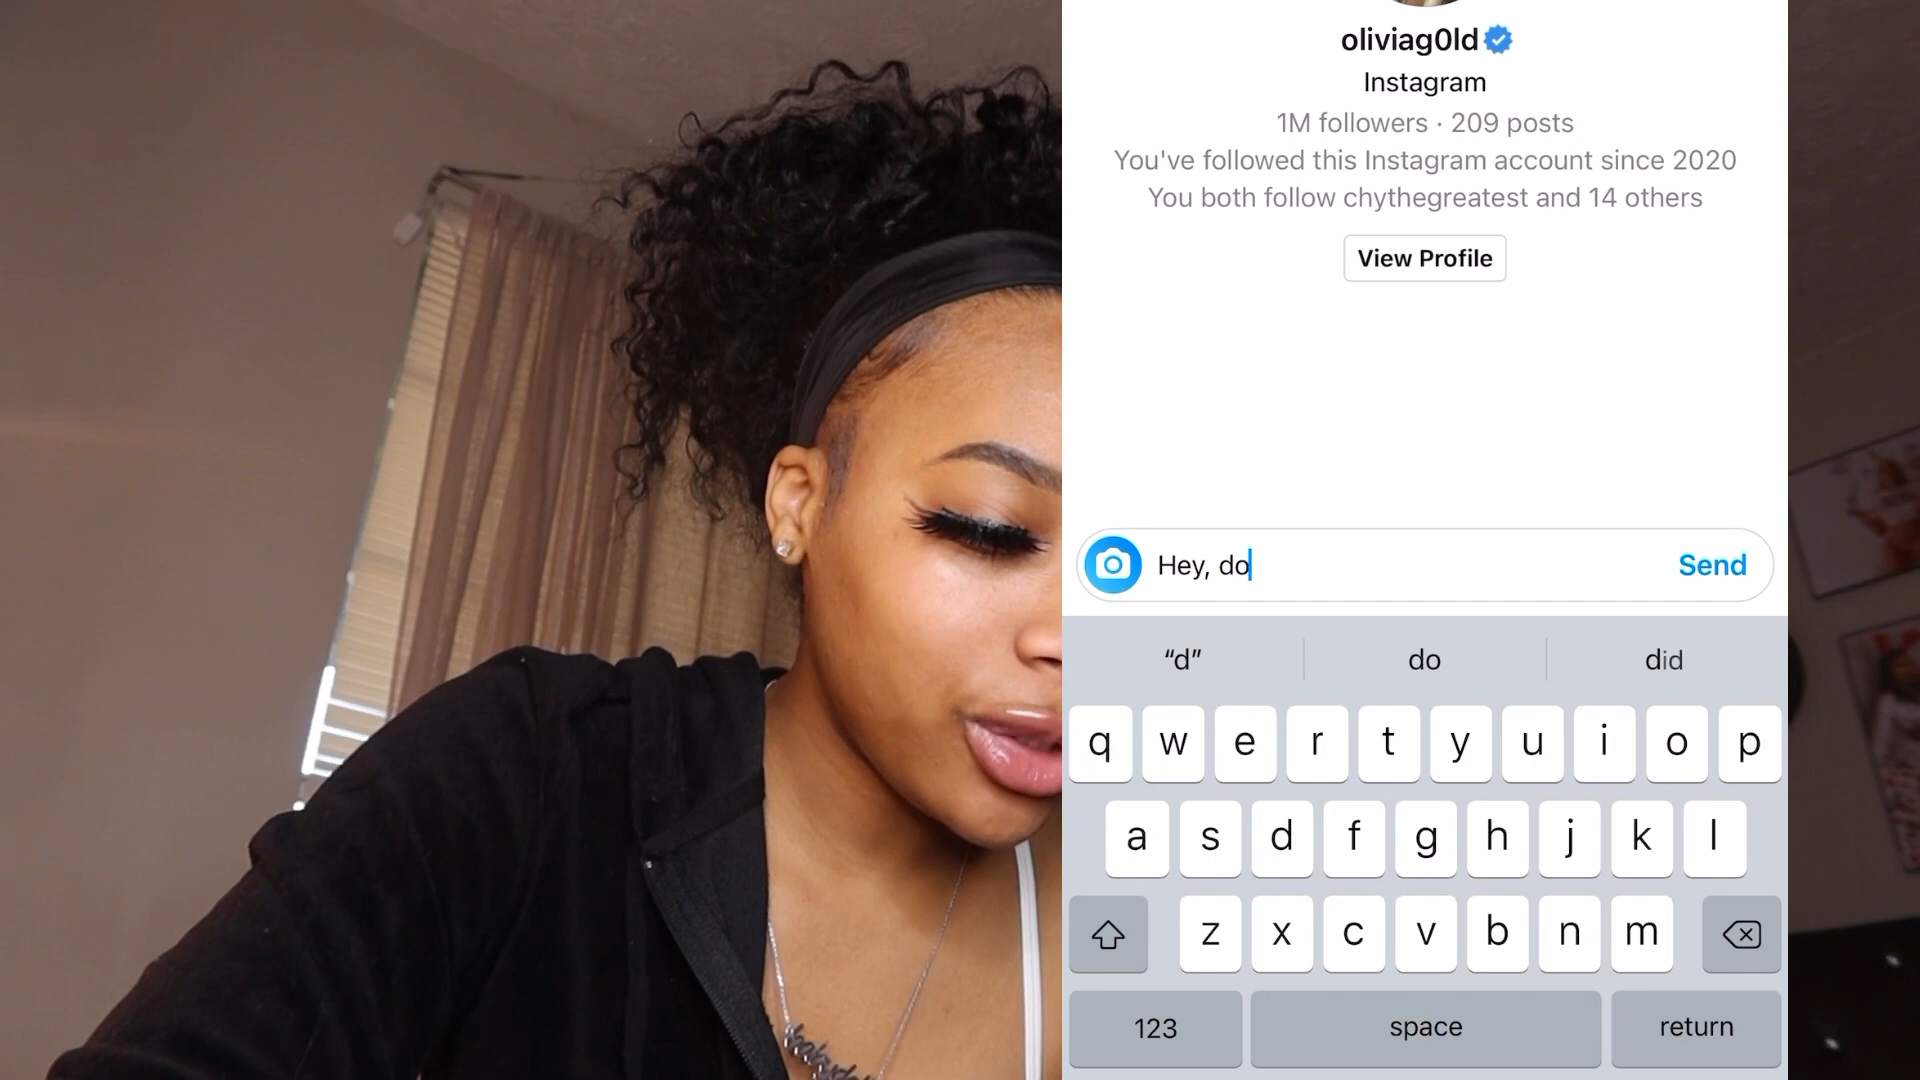 oliviag0ld
Instagram
1M followers · 209 posts
You've followed this Instagram account since 2020
You both follow chythegreatest and 14 others
View Profile
Hey, do
Send
“d” do did
q w e r t y u i o p
a s d f g h j k l
z x c v b n m
123 space return